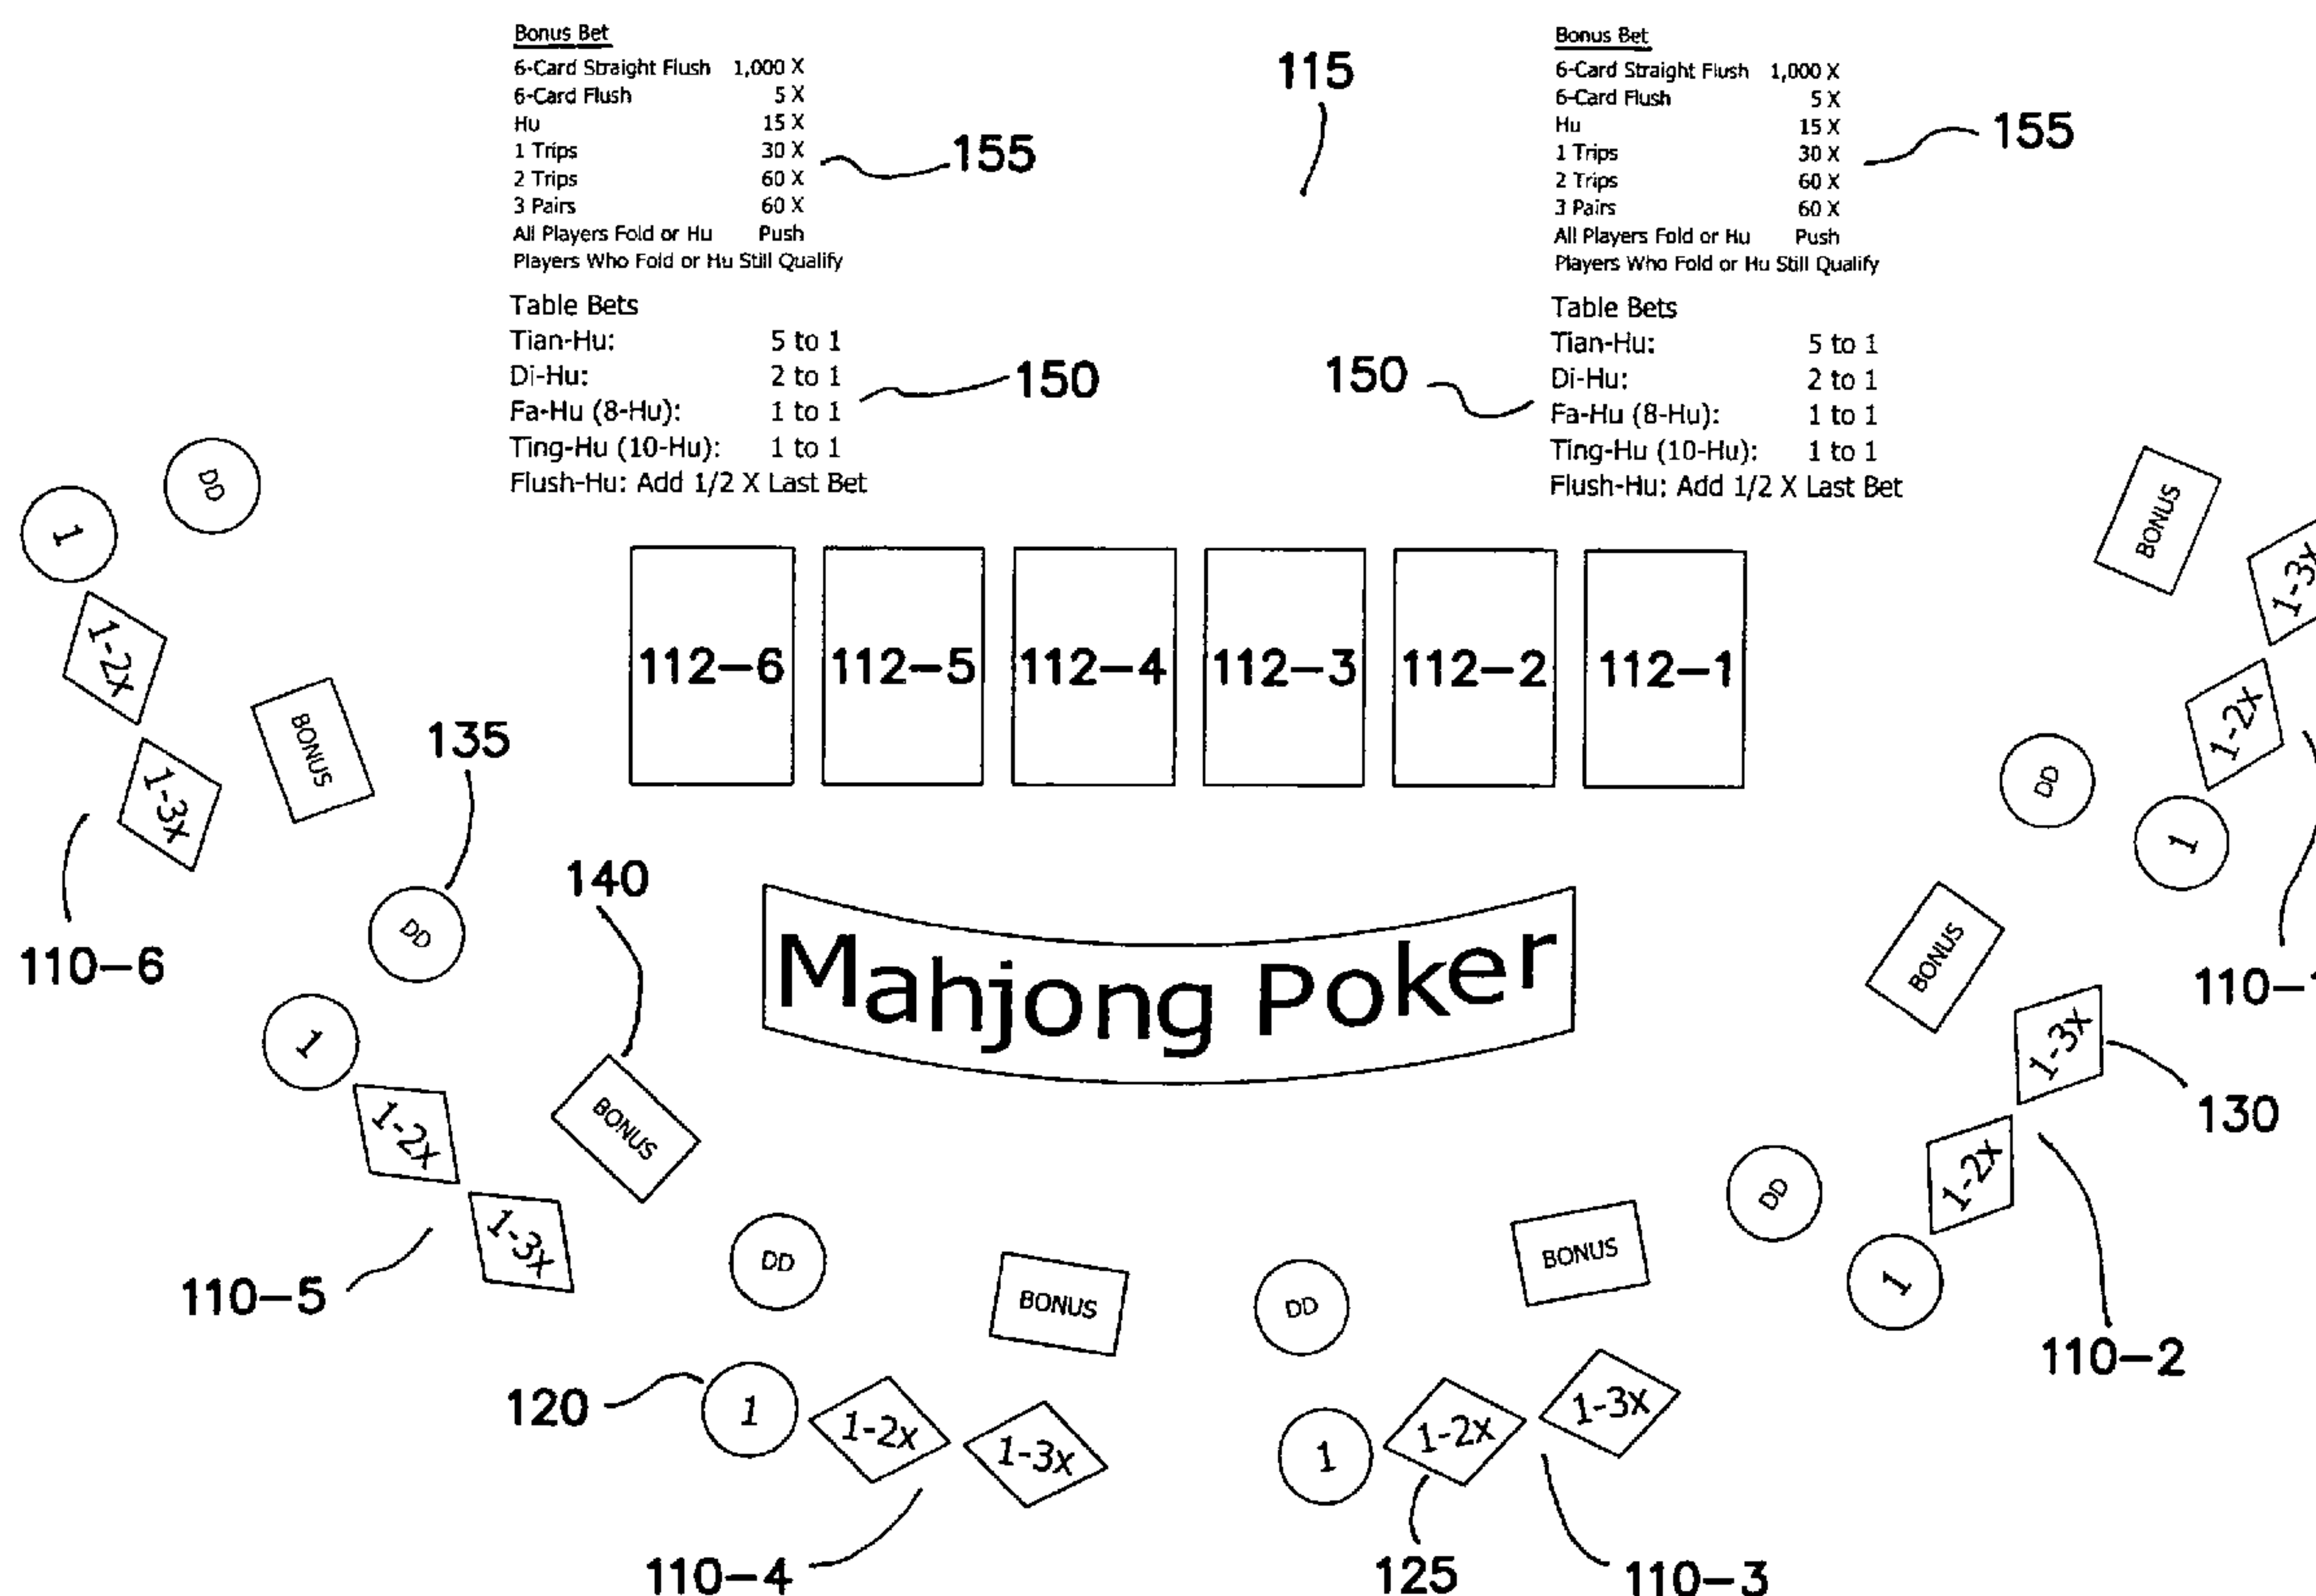 Bonus Bet
6-Card Straight Flush 1,000 X
6-Card Flush 5 X
Hu 15 X
1 Trips 30 X
2 Trips 60 X
3 Pairs 60 X
All Players Fold or Hu Push
Players Who Fold or Hu Still Qualify
155
Table Bets
Tian-Hu: 5 to 1
Di-Hu: 2 to 1
Fa-Hu (8-Hu): 1 to 1
Ting-Hu (10-Hu): 1 to 1
Flush-Hu: Add 1/2 X Last Bet
150
115
Bonus Bet
6-Card Straight Flush 1,000 X
6-Card Flush 5 X
Hu 15 X
1 Trips 30 X
2 Trips 60 X
3 Pairs 60 X
All Players Fold or Hu Push
Players Who Fold or Hu Still Qualify
155
Table Bets
Tian-Hu: 5 to 1
Di-Hu: 2 to 1
Fa-Hu (8-Hu): 1 to 1
Ting-Hu (10-Hu): 1 to 1
Flush-Hu: Add 1/2 X Last Bet
150
112-6 112-5 112-4 112-3 112-2 112-1
Mahjong Poker
DD
1
1-2x
1-3x
BONUS
110-6
135
DD
1
1-2x
1-3x
140
BONUS
110-5
DD
BONUS
120
1
1-2x
1-3x
110-4
DD
BONUS
1
1-2x
1-3x
125
110-3
BONUS
1-3x
130
1-2x
DD
1
110-2
BONUS
1-3x
1-2x
DD
1
110-1